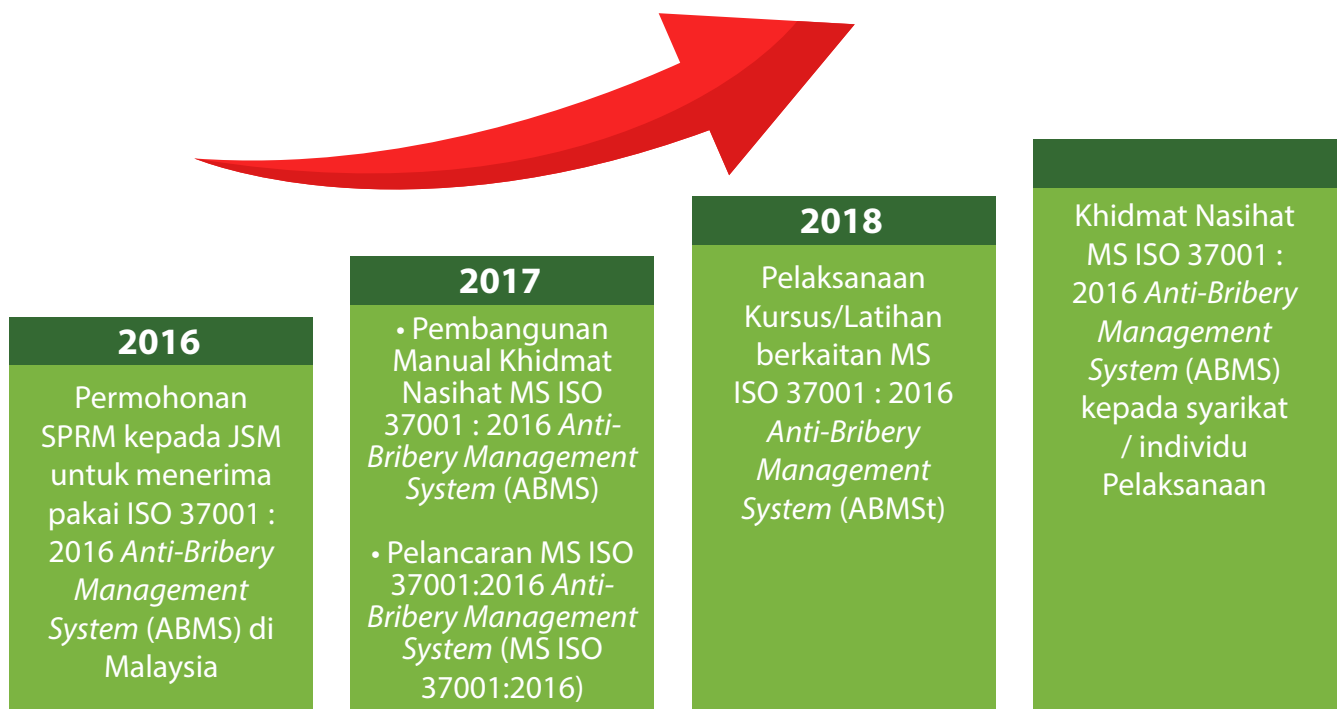 2016
Permohonan
SPRM kepada JSM
untuk menerima
pakai ISO 37001 :
2016 Anti-Bribery
Management
System (ABMS) di
Malaysia
2017
• Pembangunan
Manual Khidmat
Nasihat MS ISO
37001 : 2016 Anti-
Bribery Management
System (ABMS)
• Pelancaran MS ISO
37001:2016 Anti-
Bribery Management
System (MS ISO
37001:2016)
2018
Pelaksanaan
Kursus/Latihan
berkaitan MS
ISO 37001 : 2016
Anti-Bribery
Management
System (ABMSt)
Khidmat Nasihat
MS ISO 37001 :
2016 Anti-Bribery
Management
System (ABMS)
kepada syarikat
/ individu
Pelaksanaan